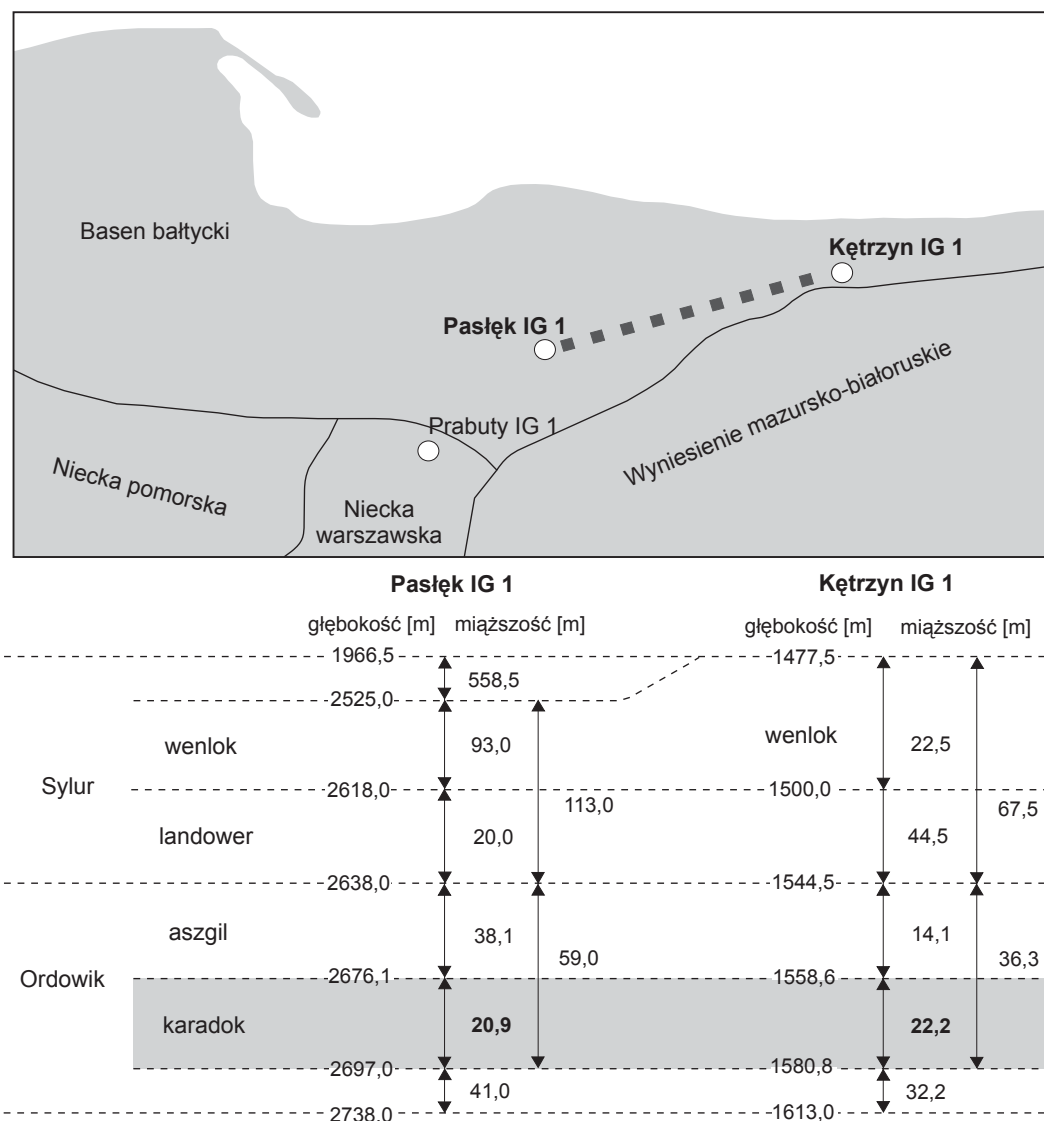 Basen bałtycki
Kętrzyn IG 1
Pasłęk IG 1
Prabuty IG 1
Wyniesienie mazursko-białoruskie
Niecka pomorska
Niecka
warszawska
Pasłęk IG 1 Kętrzyn IG 1
głębokość [m] miąższość [m] głębokość [m] miąższość [m]
1966,5 1477,5
558,5
2525,0
wenlok 93,0 wenlok 22,5
Sylur 2618,0 113,0 1500,0 67,5
landower 20,0 44,5
2638,0 1544,5
aszgil 38,1 59,0 14,1 36,3
Ordowik 2676,1 1558,6
karadok 20,9 22,2
2697,0 1580,8
41,0 32,2
2738,0 1613,0